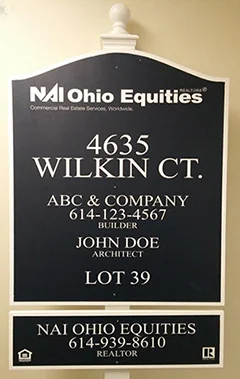 NAI Ohio Equities REALTORS®
Commercial Real Estate Services, Worldwide.
4635
WILKIN CT.
ABC & COMPANY
614-123-4567
BUILDER
JOHN DOE
ARCHITECT
LOT 39
NAI OHIO EQUITIES
614-939-8610
REALTOR